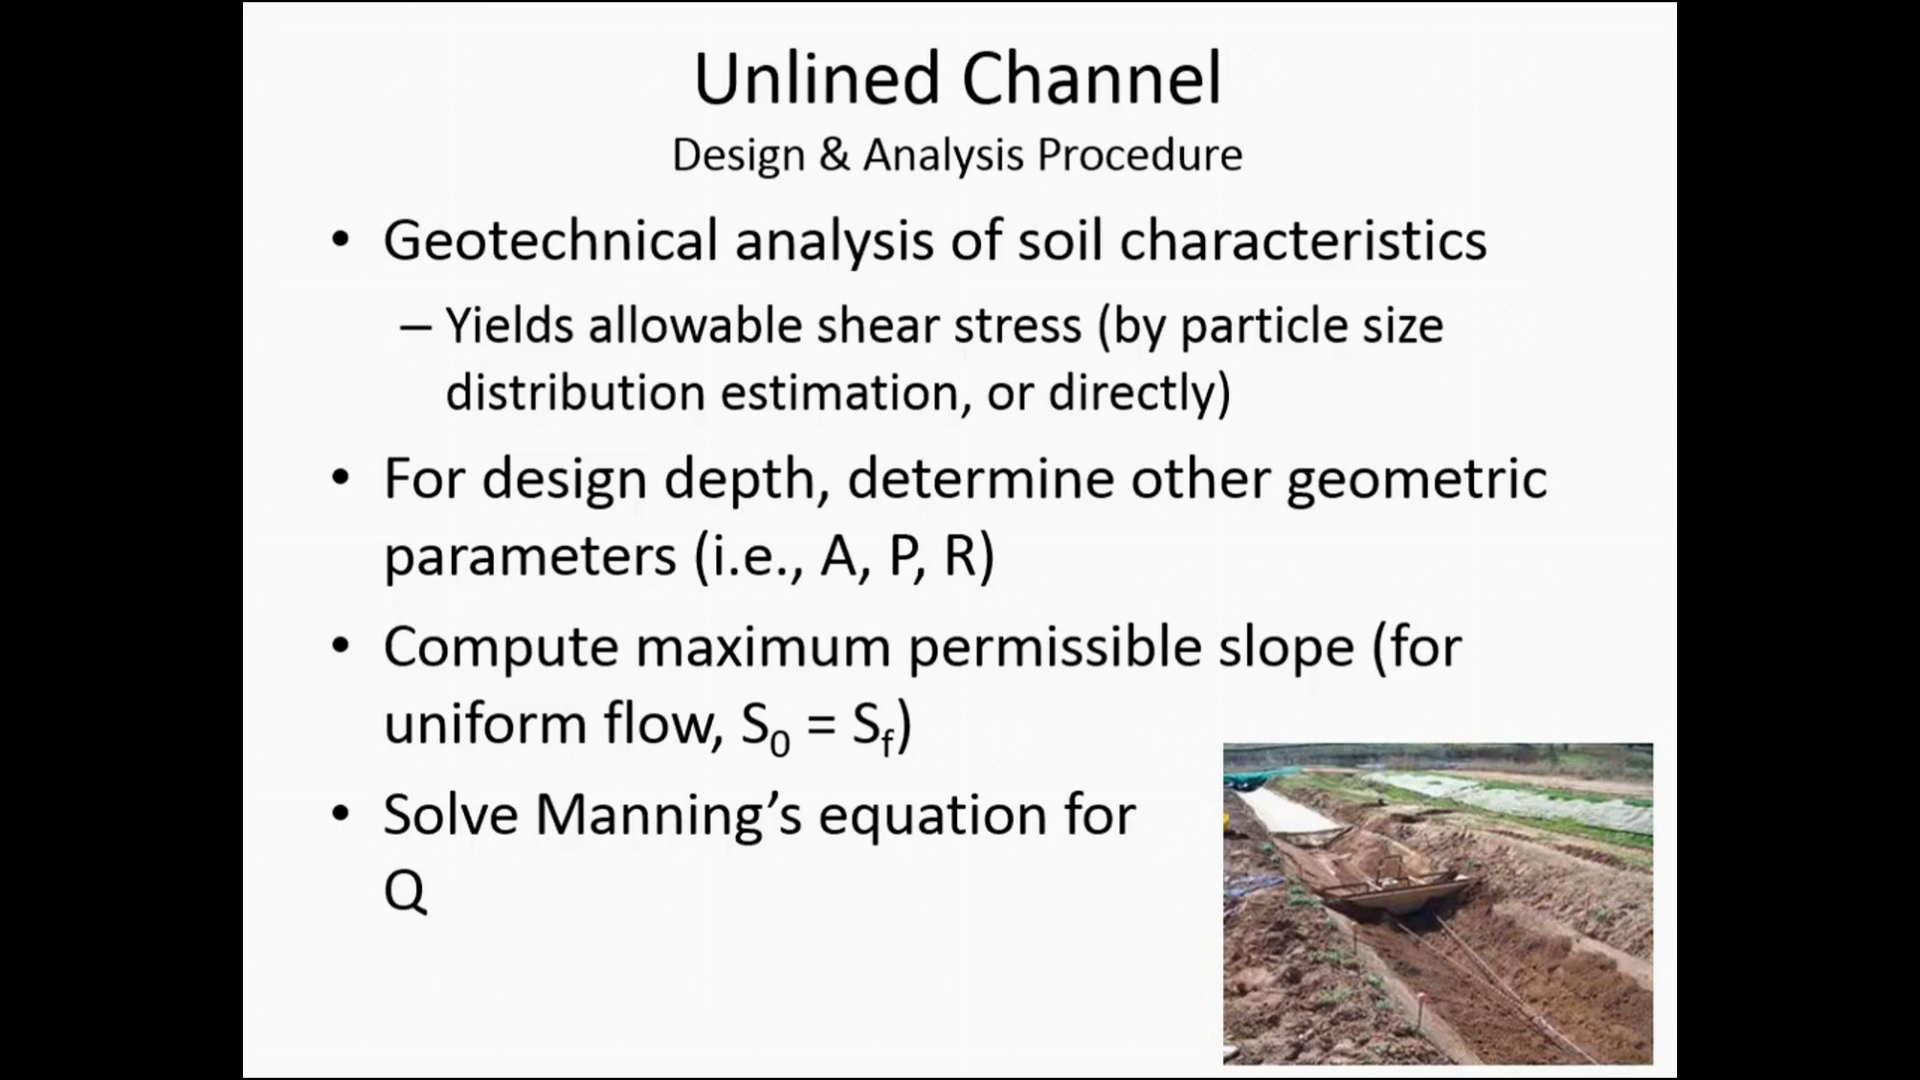 Unlined Channel
Design & Analysis Procedure
• Geotechnical analysis of soil characteristics
– Yields allowable shear stress (by particle size
distribution estimation, or directly)
• For design depth, determine other geometric
parameters (i.e., A, P, R)
• Compute maximum permissible slope (for
uniform flow, S₀ = Sf)
• Solve Manning’s equation for
Q